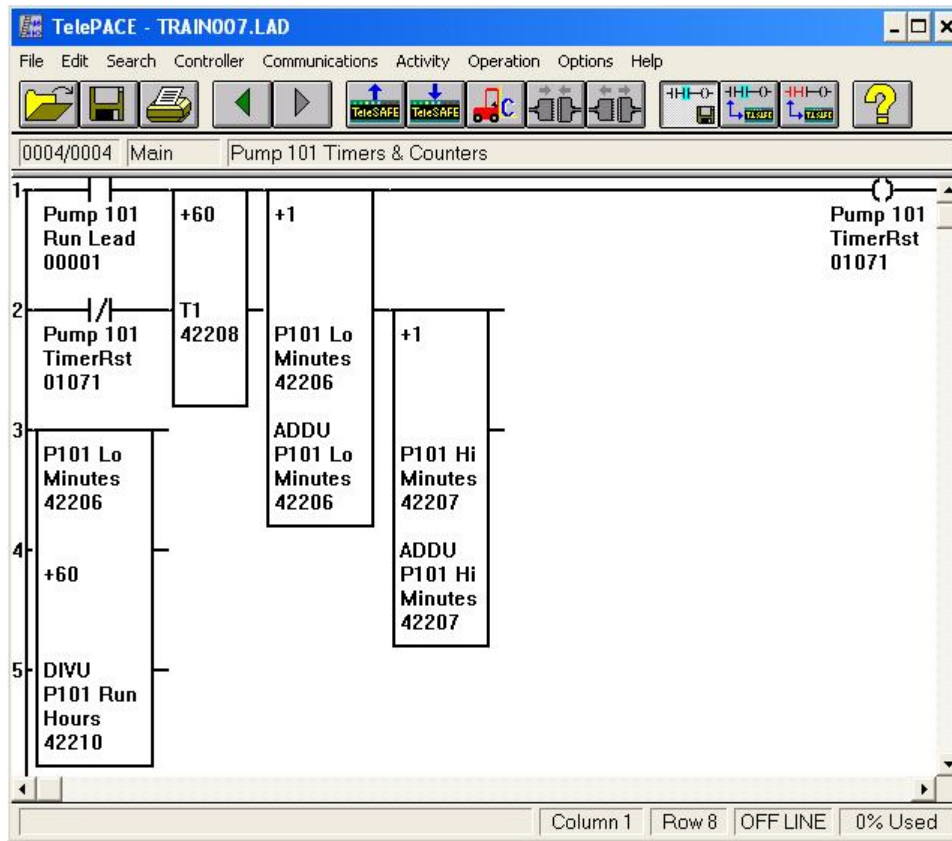 TelePACE - TRAIN007.LAD
File Edit Search Controller Communications Activity Operation Options Help
TeleSAFE TeleSAFE C TLSAFE TLSAFE ?
0004/0004 Main Pump 101 Timers & Counters
1
Pump 101
Run Lead
00001
+60
+1
Pump 101
TimerRst
01071
2
Pump 101
TimerRst
01071
T1
42208
P101 Lo
Minutes
42206
ADDU
P101 Lo
Minutes
42206
+1
P101 Hi
Minutes
42207
ADDU
P101 Hi
Minutes
42207
3
P101 Lo
Minutes
42206
4
+60
5
DIVU
P101 Run
Hours
42210
Column 1 Row 8 OFF LINE 0% Used